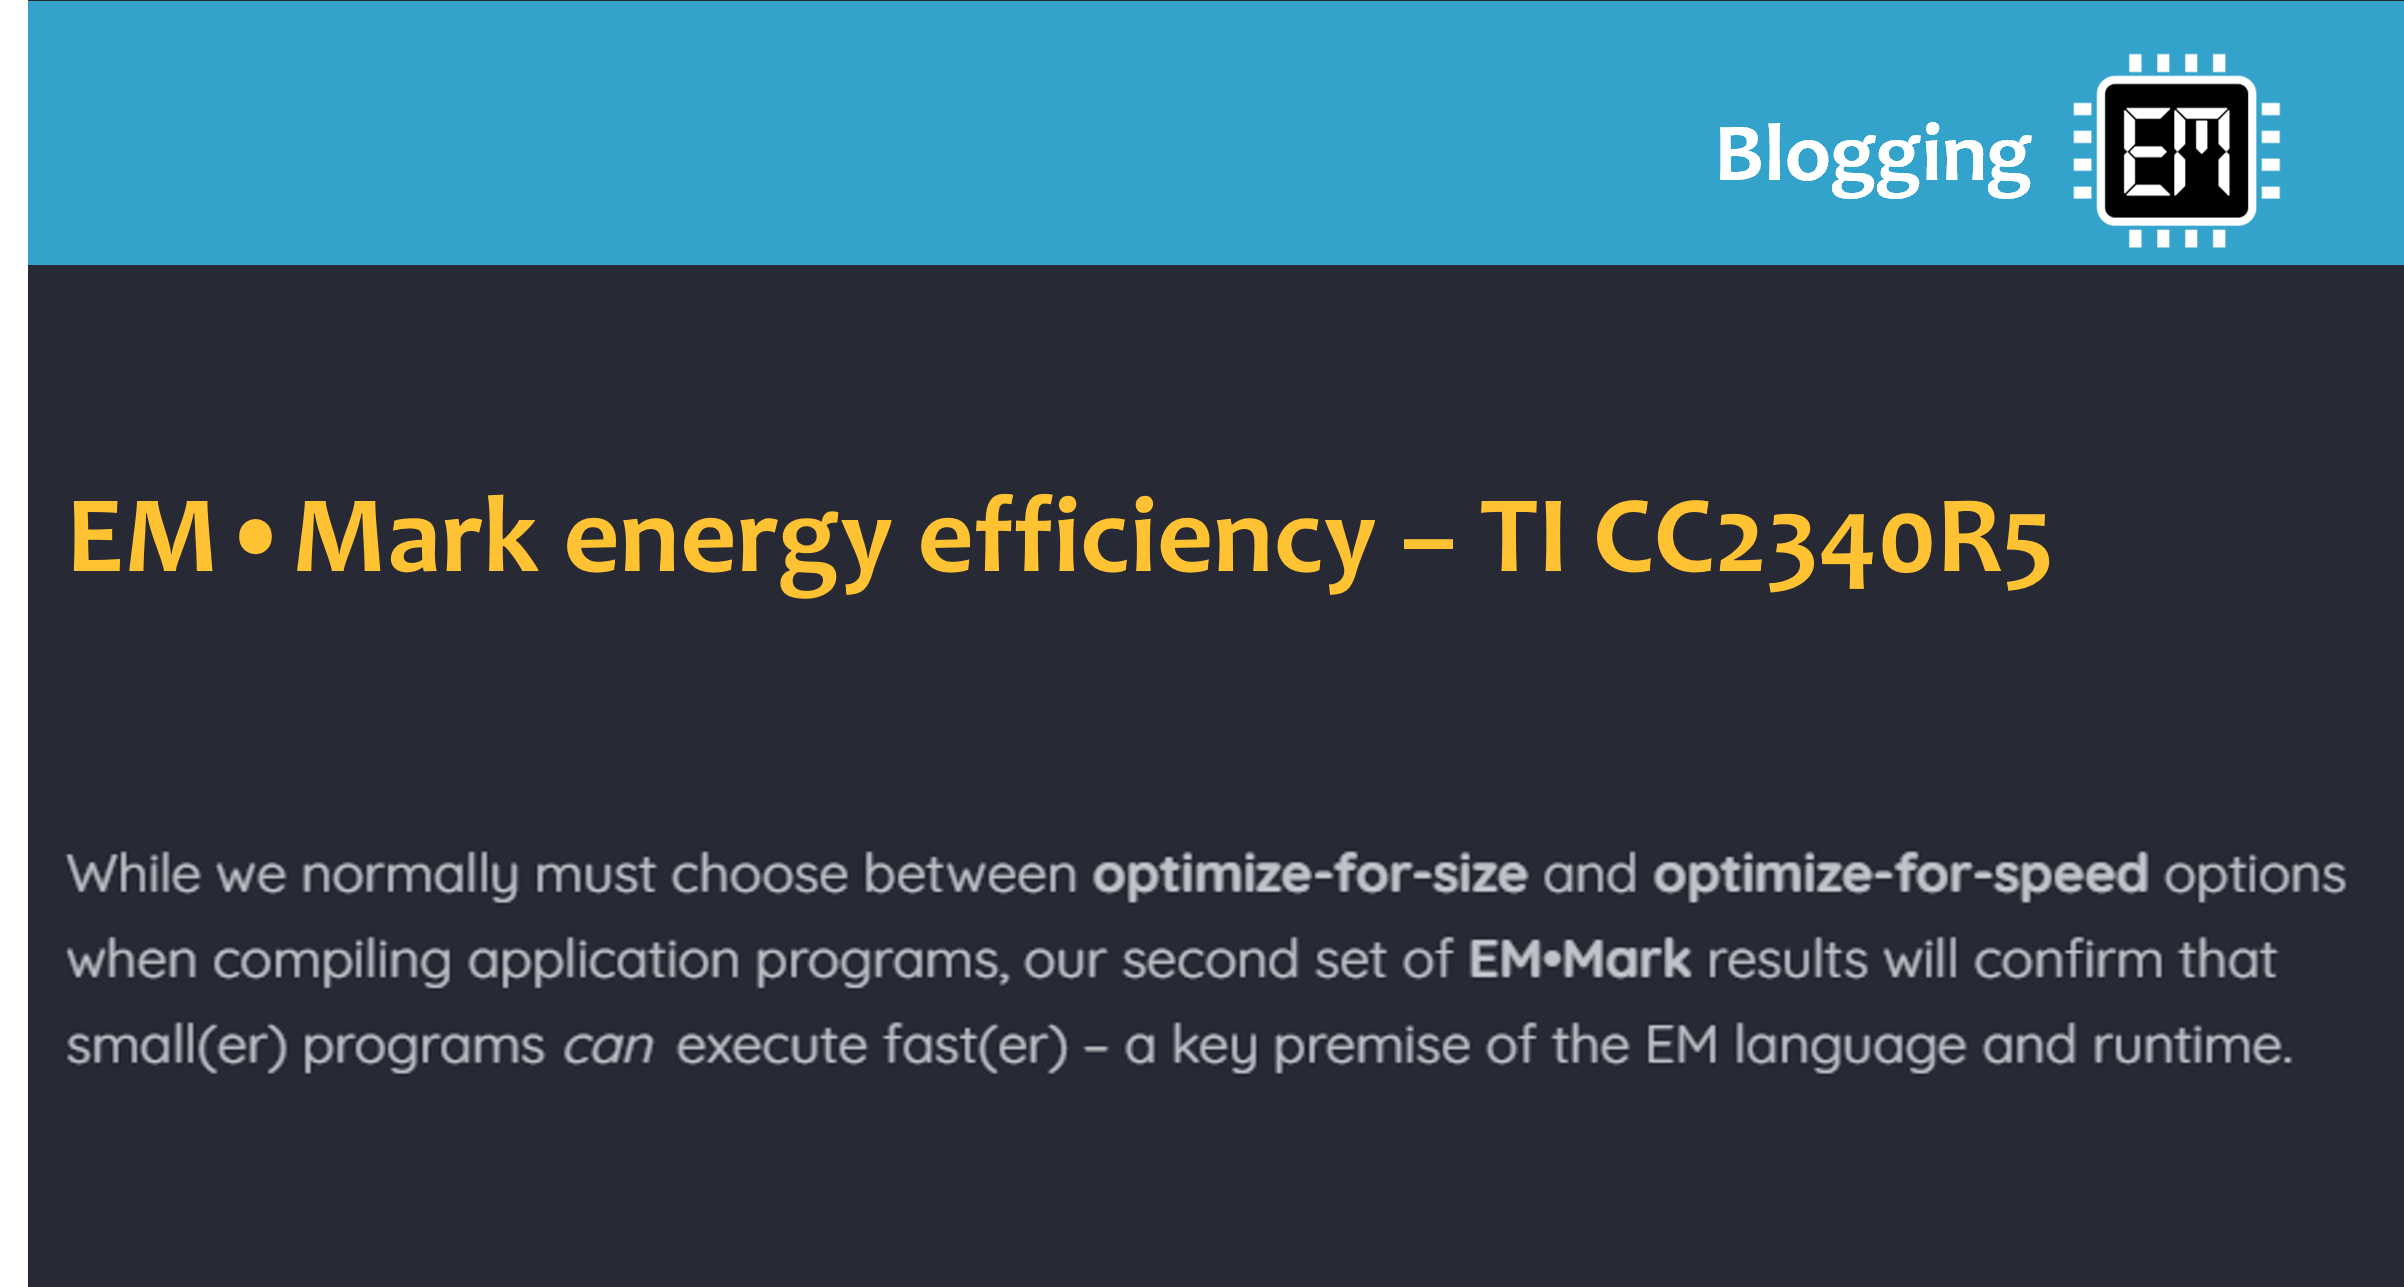 Blogging EM
EM•Mark energy efficiency – TI CC2340R5
While we normally must choose between optimize-for-size and optimize-for-speed options
when compiling application programs, our second set of EM•Mark results will confirm that
small(er) programs can execute fast(er) – a key premise of the EM language and runtime.